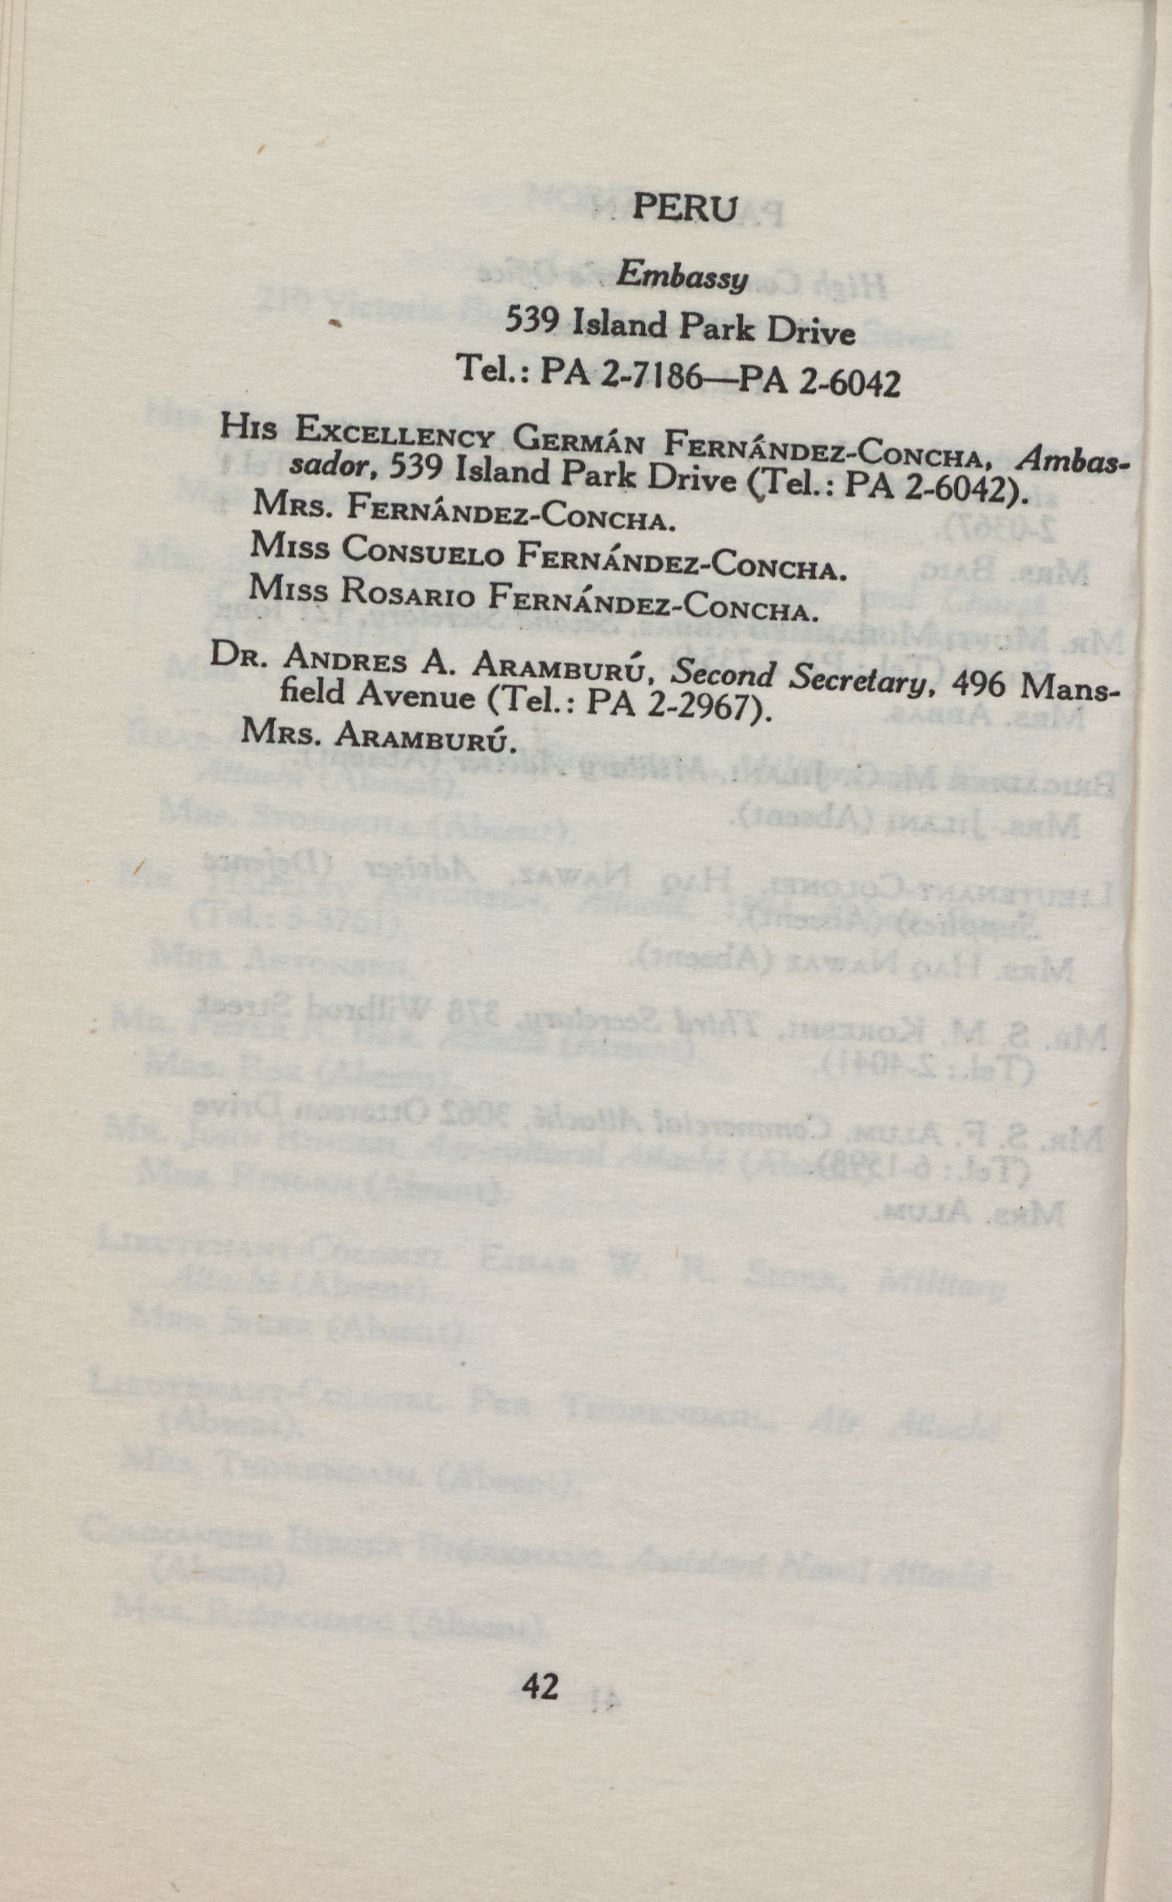 PERU
Embassy
539 Island Park Drive
Tel.: PA 2-7186—PA 2-6042
HIS EXCELLENCY GERMÁN FERNÁNDEZ-CONCHA, Ambas-
sador, 539 Island Park Drive (Tel.: PA 2-6042).
MRS. FERNÁNDEZ-CONCHA.
MISS CONSUELO FERNÁNDEZ-CONCHA.
MISS ROSARIO FERNÁNDEZ-CONCHA.
DR. ANDRES A. ARAMBURÚ, Second Secretary, 496 Mans-
field Avenue (Tel.: PA 2-2967).
MRS. ARAMBURÚ.
42